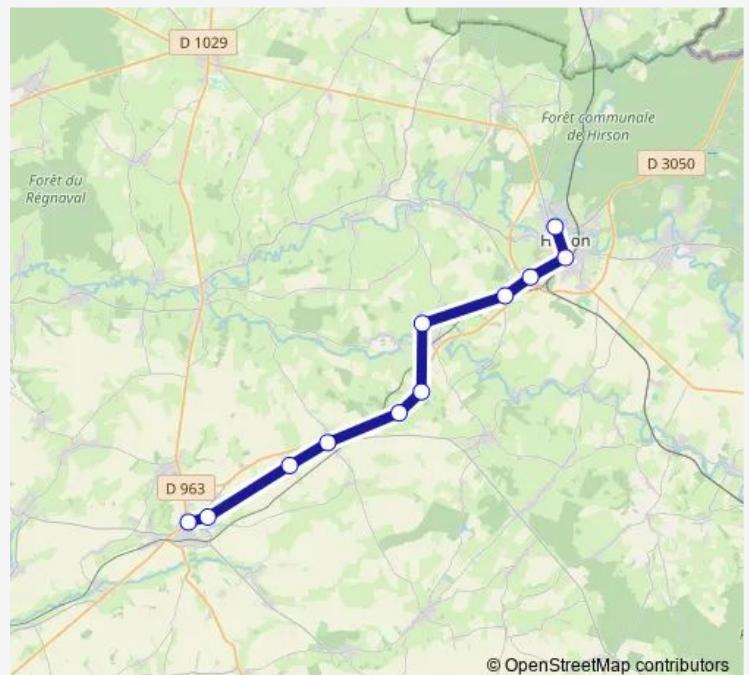 D 1029
Forêt communale
de Hirson
D 3050
Forêt du
Régnaval
D 963
© OpenStreetMap contributors